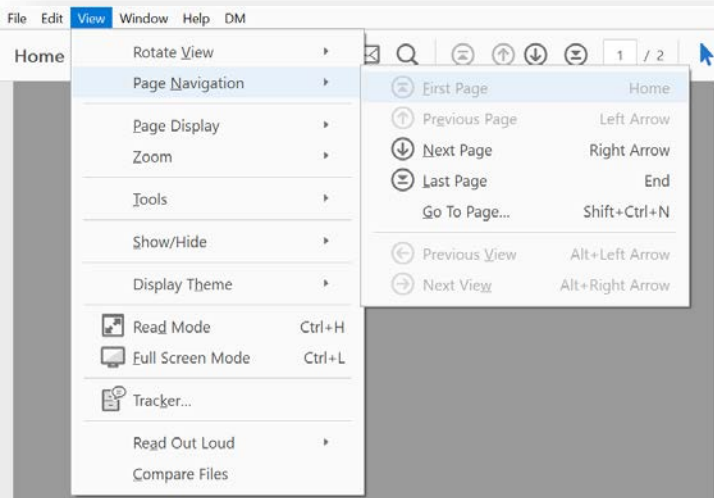 File Edit View Window Help DM
Home
1 / 2
Rotate View
Page Navigation
Page Display
Zoom
Tools
Show/Hide
Display Theme
Read Mode Ctrl+H
Full Screen Mode Ctrl+L
Tracker...
Read Out Loud
Compare Files
First Page Home
Previous Page Left Arrow
Next Page Right Arrow
Last Page End
Go To Page... Shift+Ctrl+N
Previous View Alt+Left Arrow
Next View Alt+Right Arrow